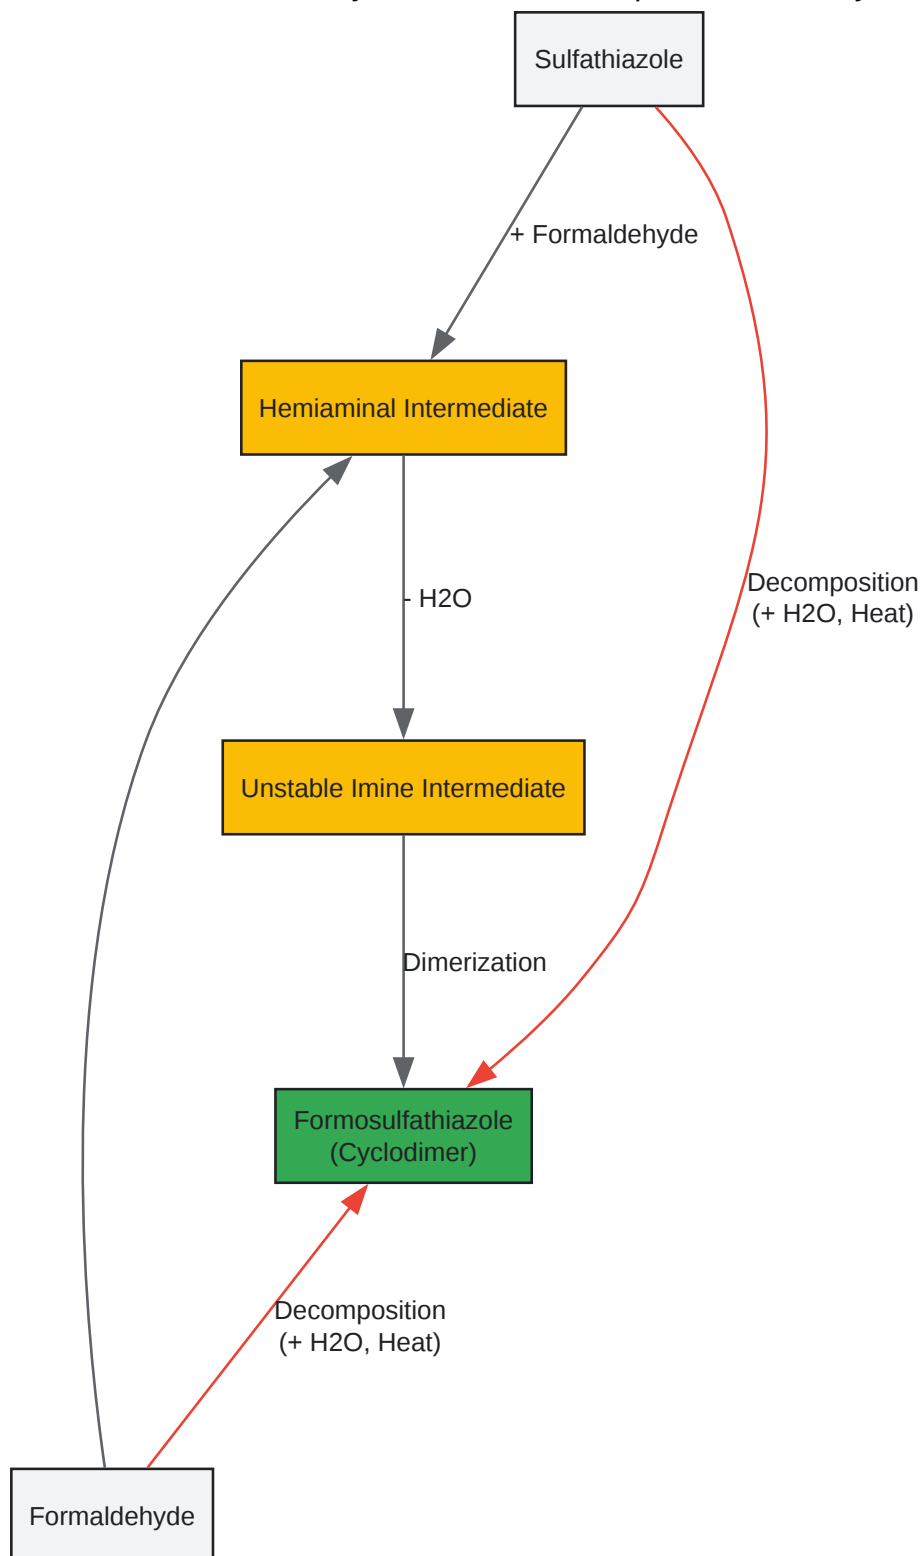 Sulfathiazole
+ Formaldehyde
Hemiaminal Intermediate
- H2O
Decomposition
(+ H2O, Heat)
Unstable Imine Intermediate
Dimerization
Formosulfathiazole
(Cyclodimer)
Decomposition
(+ H2O, Heat)
Formaldehyde